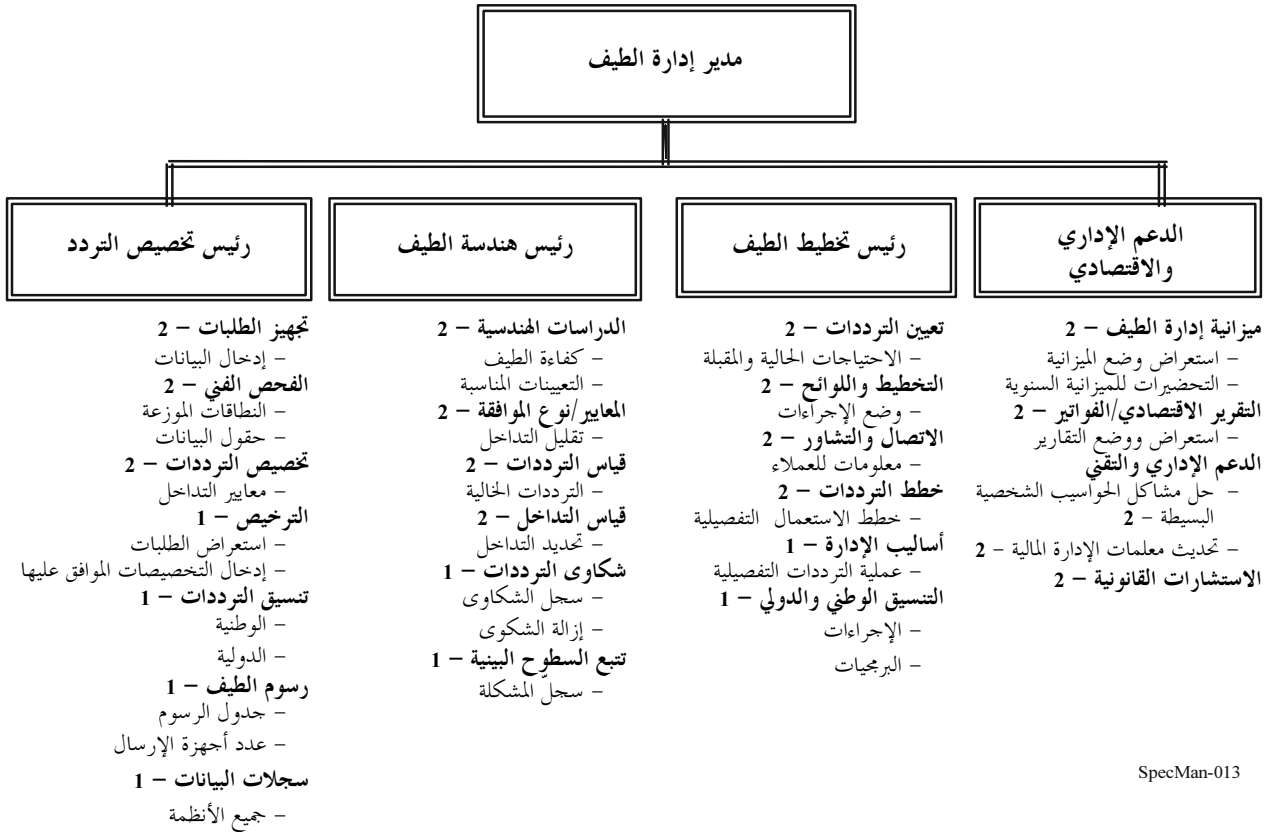 مدير إدارة الطيف
الدعم الإداري
والاقتصادي
ميزانية إدارة الطيف – 2
– استعراض وضع الميزانية
– التحضيرات للميزانية السنوية
التقرير الاقتصادي/الفواتير – 2
– استعراض ووضع التقارير
الدعم الإداري والتقني
– حل مشاكل الحواسيب الشخصية
البسيطة – 2
– تحديث معلمات الإدارة المالية – 2
الاستشارات القانونية – 2
رئيس تخطيط الطيف
تعيين الترددات – 2
– الاحتياجات الحالية والمقبلة
التخطيط واللوائح – 2
– وضع الإجراءات
الاتصال والتشاور – 2
– معلومات للعملاء
خطط الترددات – 2
– خطط الاستعمال التفصيلية
أساليب الإدارة – 1
– عملية الترددات التفصيلية
التنسيق الوطني والدولي – 1
– الإجراءات
– البرمجيات
رئيس هندسة الطيف
الدراسات الهندسية – 2
– كفاءة الطيف
– التعيينات المناسبة
المعايير/نوع الموافقة – 2
– تقليل التداخل
قياس الترددات – 2
– الترددات الخالية
قياس التداخل – 2
– تحديد التداخل
شكاوى الترددات – 1
– سجل الشكاوى
– إزالة الشكوى
تتبع السطوح البينية – 1
– سجلّ المشكلة
رئيس تخصيص التردد
تجهيز الطلبات – 2
– إدخال البيانات
الفحص الفني – 2
– النطاقات الموزعة
– حقول البيانات
تخصيص الترددات – 2
– معايير التداخل
الترخيص – 1
– استعراض الطلبات
– إدخال التخصيصات الموافق عليها
تنسيق الترددات – 1
– الوطنية
– الدولية
رسوم الطيف – 1
– جدول الرسوم
– عدد أجهزة الإرسال
سجلات البيانات – 1
– جميع الأنظمة
SpecMan-013